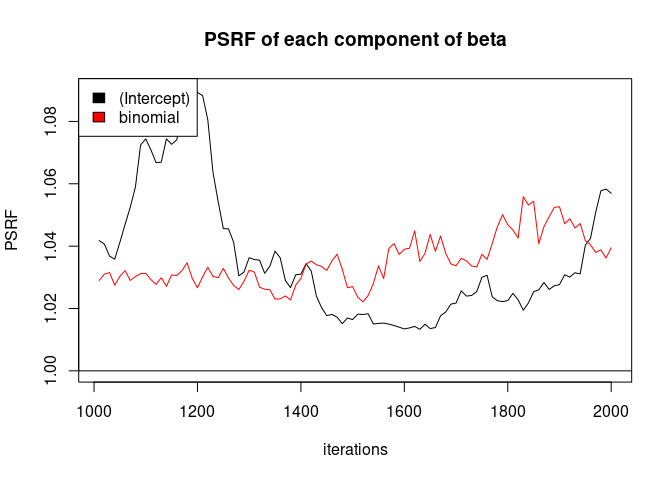 PSRF of each component of beta
(Intercept)
binomial
PSRF
1.08
1.06
1.04
1.02
1.00
1000 1200 1400 1600 1800 2000
iterations